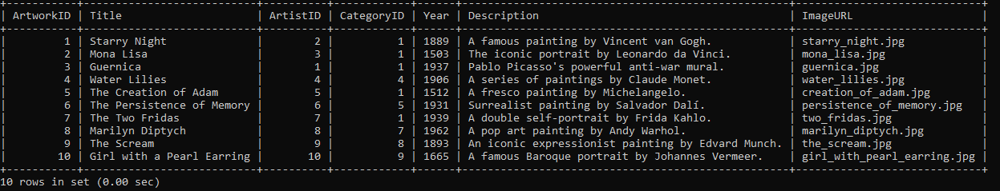 | ArtworkID | Title | ArtistID | CategoryID | Year | Description | ImageURL |
| 1 | Starry Night | 2 | 1 | 1889 | A famous painting by Vincent van Gogh. | starry_night.jpg |
| 2 | Mona Lisa | 3 | 1 | 1503 | The iconic portrait by Leonardo da Vinci. | mona_lisa.jpg |
| 3 | Guernica | 1 | 1 | 1937 | Pablo Picasso's powerful anti-war mural. | guernica.jpg |
| 4 | Water Lilies | 4 | 4 | 1906 | A series of paintings by Claude Monet. | water_lilies.jpg |
| 5 | The Creation of Adam | 5 | 1 | 1512 | A fresco painting by Michelangelo. | creation_of_adam.jpg |
| 6 | The Persistence of Memory | 6 | 5 | 1931 | Surrealist painting by Salvador Dalí. | persistence_of_memory.jpg |
| 7 | The Two Fridas | 7 | 1 | 1939 | A double self-portrait by Frida Kahlo. | two_fridas.jpg |
| 8 | Marilyn Diptych | 8 | 7 | 1962 | A pop art painting by Andy Warhol. | marilyn_diptych.jpg |
| 9 | The Scream | 9 | 8 | 1893 | An iconic expressionist painting by Edvard Munch. | the_scream.jpg |
| 10 | Girl with a Pearl Earring | 10 | 9 | 1665 | A famous Baroque portrait by Johannes Vermeer. | girl_with_pearl_earring.jpg |
10 rows in set (0.00 sec)